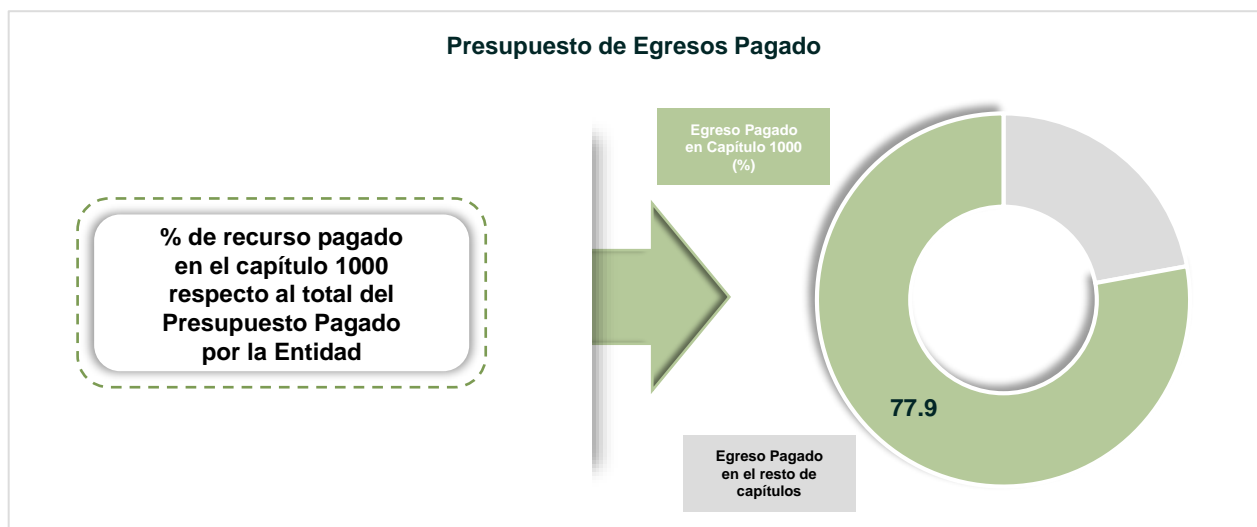 Presupuesto de Egresos Pagado
Egreso Pagado
en Capítulo 1000
(%)
% de recurso pagado
en el capítulo 1000
respecto al total del
Presupuesto Pagado
por la Entidad
77.9
Egreso Pagado
en el resto de
capítulos